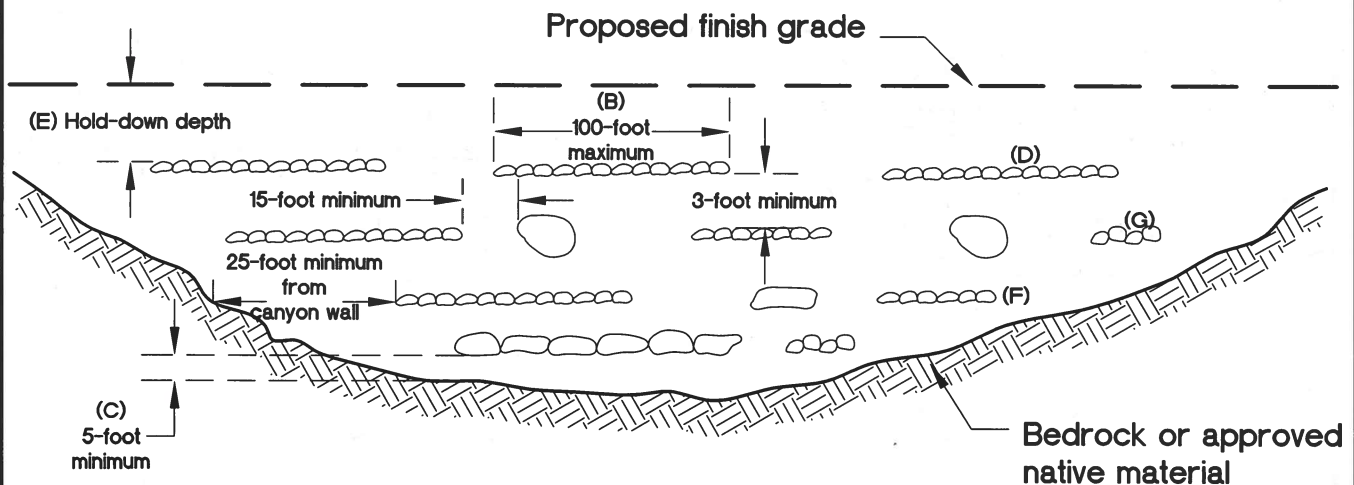 Proposed finish grade
(E) Hold-down depth
(B)
100-foot
maximum
(D)
15-foot minimum
3-foot minimum
(G)
25-foot minimum
from
canyon wall
(F)
(C)
5-foot
minimum
Bedrock or approved
native material